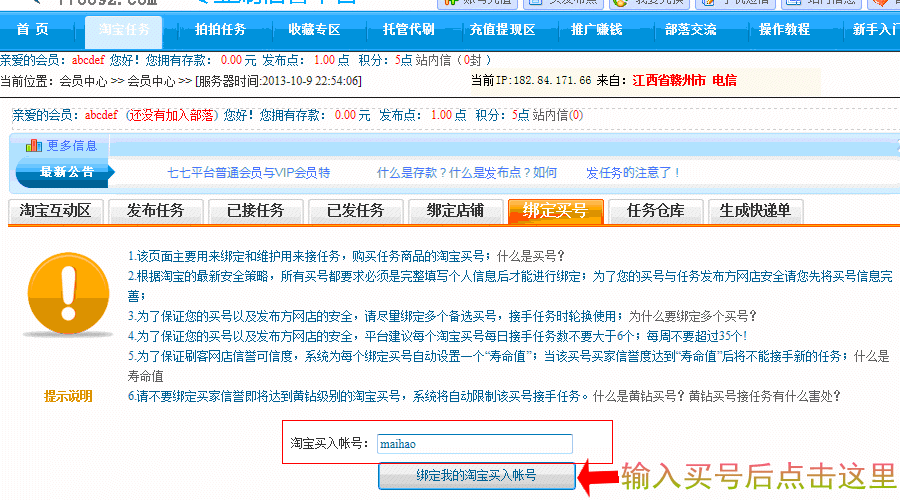 首 页 淘宝任务 拍拍任务 收藏专区 托管代刷 充值提现区 推广赚钱 部落交流 操作教程 新手入门
亲爱的会员：abcdef 您好！您拥有存款： 0.00 元 发布点： 1.00 点 积分：5点 站内信（0封 ）
当前位置：会员中心 >> 会员中心 >> [服务器时间:2013-10-9 22:54:06] 当前IP:182.84.171.66 来自：江西省赣州市 电信
亲爱的会员：abcdef (还没有加入部落) 您好！您拥有存款： 0.00 元 发布点： 1.00 点 积分：5点 站内信(0)
更多信息
最新公告 七七平台普通会员与VIP会员特 什么是存款？什么是发布点？如何 发任务的注意了！
淘宝互动区 发布任务 已接任务 已发任务 绑定店铺 绑定买号 任务仓库 生成快递单
1.该页面主要用来绑定和维护用来接任务，购买任务商品的淘宝买号；什么是买号？
2.根据淘宝的最新安全策略，所有买号都要求必须是完整填写个人信息后才能进行绑定；为了您的买号与任务发布方网店安全请您先将买号信息完
善；
3.为了保证您的买号以及发布方网店的安全，请尽量绑定多个备选买号，接手任务时轮换使用；为什么要绑定多个买号？
4.为了保证您的买号以及发布方网店的安全，平台建议每个淘宝买号每日接手任务数不要大于6个；每周不要超过35个!
5.为了保证刷客网店信誉可信度，系统为每个绑定买号自动设置一个“寿命值”；当该买号买家信誉度达到“寿命值”后将不能接手新的任务；什么是
寿命值
6.请不要绑定买家信誉即将达到黄钻级别的淘宝买号，系统将自动限制该买号接手任务。什么是黄钻买号？黄钻买号接任务有什么害处？
提示说明
淘宝买入帐号： maihao
绑定我的淘宝买入帐号
输入买号后点击这里